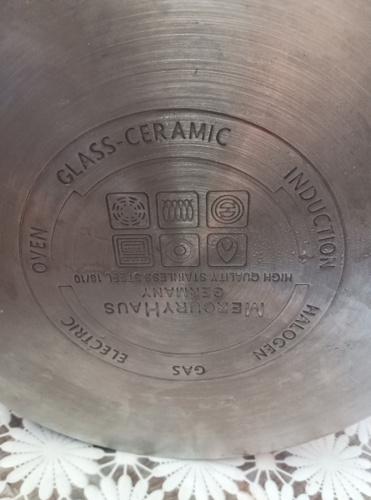 GLASS-CERAMIC
INDUCTION
HALOGEN
GAS
ELECTRIC
OVEN
MERCURYHAUS
GERMANY
HIGH QUALITY STAINLESS STEEL 18/10